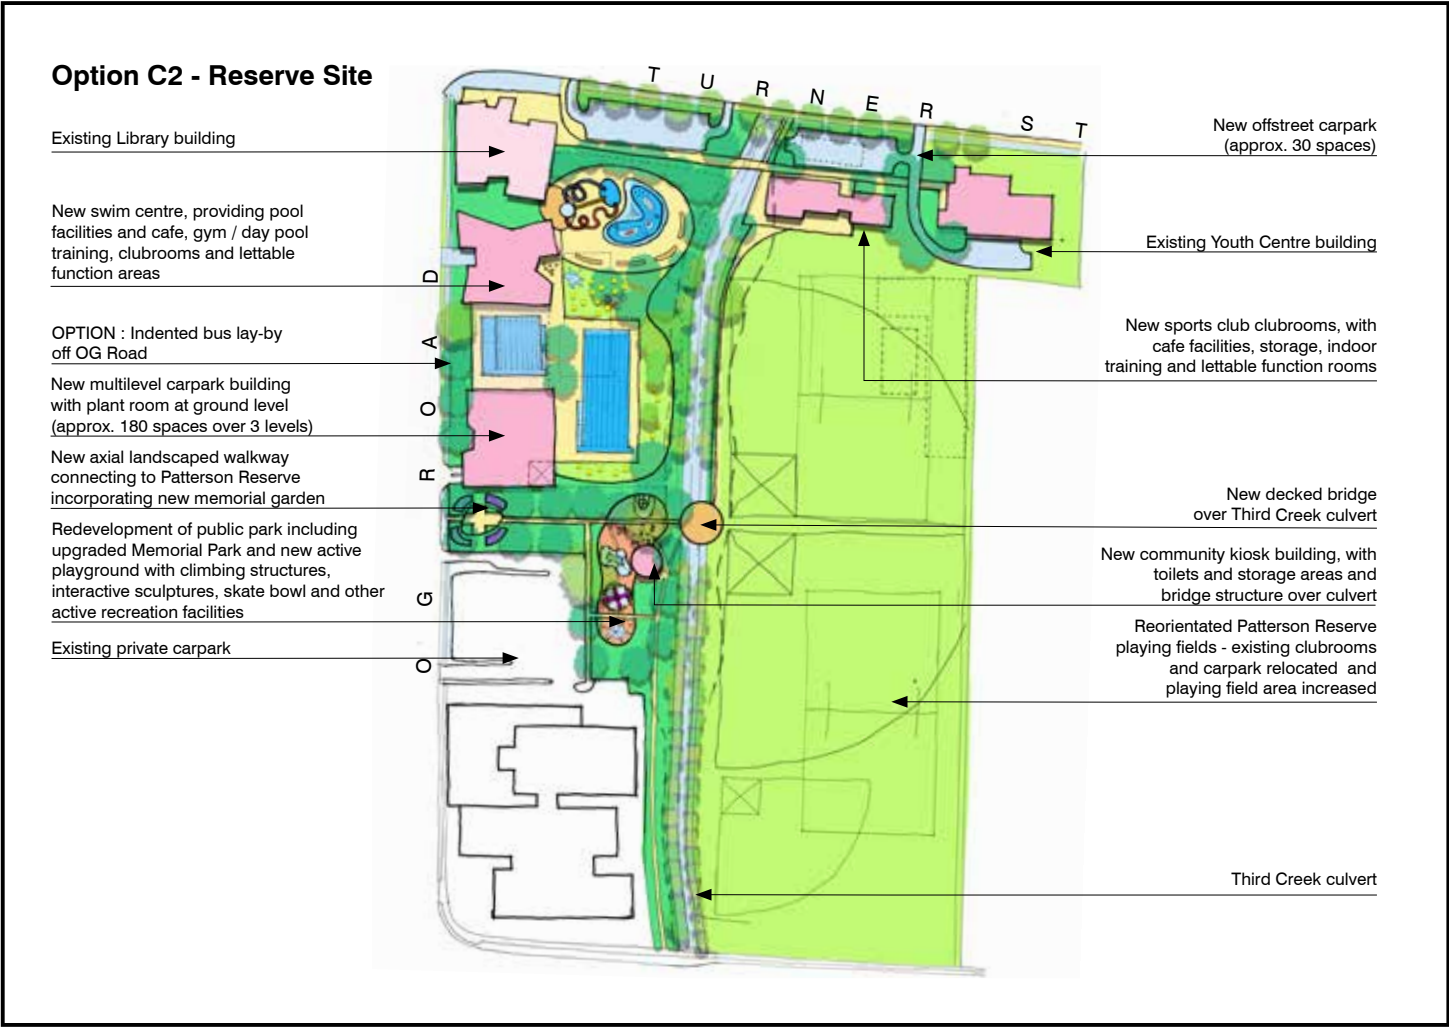 Option C2 - Reserve Site
TURNER ST
Existing Library building
New swim centre, providing pool
facilities and cafe, gym / day pool
training, clubrooms and lettable
function areas
OPTION : Indented bus lay-by
off OG Road
New multilevel carpark building
with plant room at ground level
(approx. 180 spaces over 3 levels)
New axial landscaped walkway
connecting to Patterson Reserve
incorporating new memorial garden
Redevelopment of public park including
upgraded Memorial Park and new active
playground with climbing structures,
interactive sculptures, skate bowl and other
active recreation facilities
Existing private carpark
OG ROAD
New offstreet carpark
(approx. 30 spaces)
Existing Youth Centre building
New sports club clubrooms, with
cafe facilities, storage, indoor
training and lettable function rooms
New decked bridge
over Third Creek culvert
New community kiosk building, with
toilets and storage areas and
bridge structure over culvert
Reorientated Patterson Reserve
playing fields - existing clubrooms
and carpark relocated and
playing field area increased
Third Creek culvert